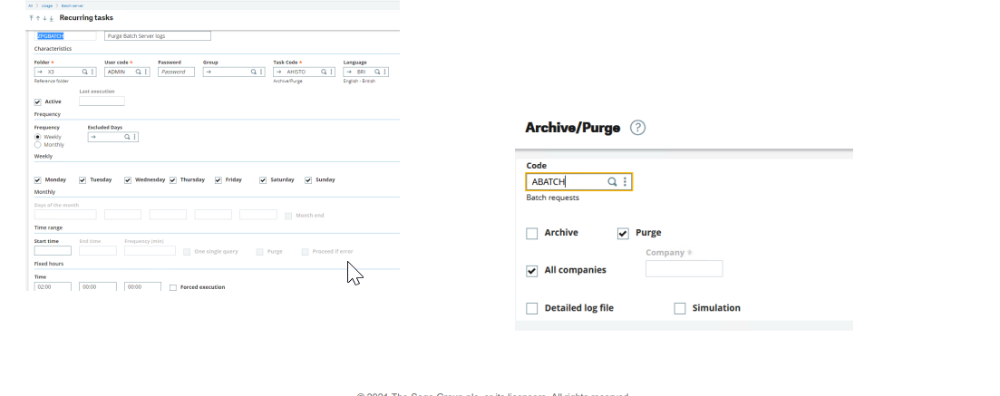 All > Usage > Batch server
Recurring tasks
ZPGBATCH Purge Batch Server logs
Characteristics
Folder * User code * Password Group Task Code * Language
X3 ADMIN Password AHISTO BRI
Reference folder Archive/Purge English - British
Last execution
Active
Frequency
Frequency Excluded Days
Weekly
Monthly
Weekly
Monday Tuesday Wednesday Thursday Friday Saturday Sunday
Monthly
Days of the month
Month end
Time range
Start time End time Frequency (min)
One single query Purge Proceed if error
Fixed hours
Time
02:00 00:00 00:00 Forced execution
Archive/Purge ?
Code
ABATCH
Batch requests
Archive Purge
Company *
All companies
Detailed log file Simulation
© 2021 The Sage Group plc, or its licensors. All rights reserved.